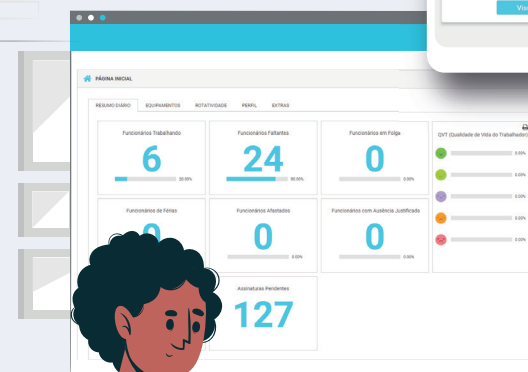 PÁGINA INICIAL
RESUMO DIÁRIO EQUIPAMENTOS ROTATIVIDADE PERFIL EXTRAS
Funcionários Trabalhando
6
20.00%
Funcionários Faltantes
24
80.00%
Funcionários em Folga
0
0.00%
QVT (Qualidade de Vida do Trabalhador)
0.00%
0.00%
0.00%
0.00%
0.00%
Funcionários de Férias
Funcionários Afastados
0
0.00%
Funcionários com Ausência Justificada
0
0.00%
Assinaturas Pendentes
127